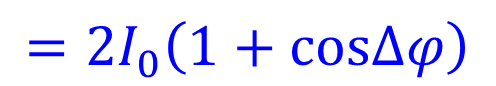 = 2I₀(1 + cosΔφ)